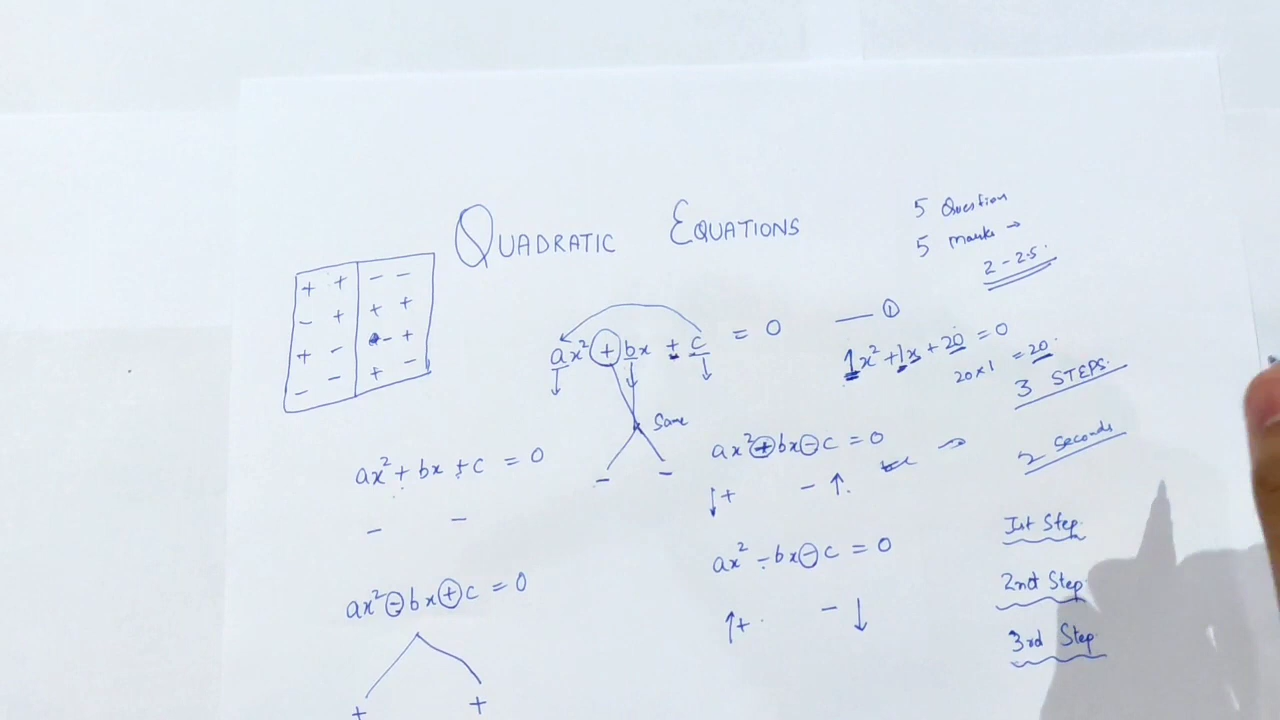 QUADRATIC EQUATIONS
5 Question
5 Marks →
2 - 2.5.
+ + - -
- + + +
+ - - +
- - + -
ax² + bx ± c = 0 — ①
1x² + 1x + 20 = 0
20 x 1 = 20.
3 STEPS.
Same
- -
ax² + bx + c = 0
- -
ax² + bx - c = 0
↓+ - ↑.
2 Seconds
ax² - bx - c = 0
↑+ - ↓
ax² - bx + c = 0
+ +
Ist Step.
2nd Step.
3rd Step.